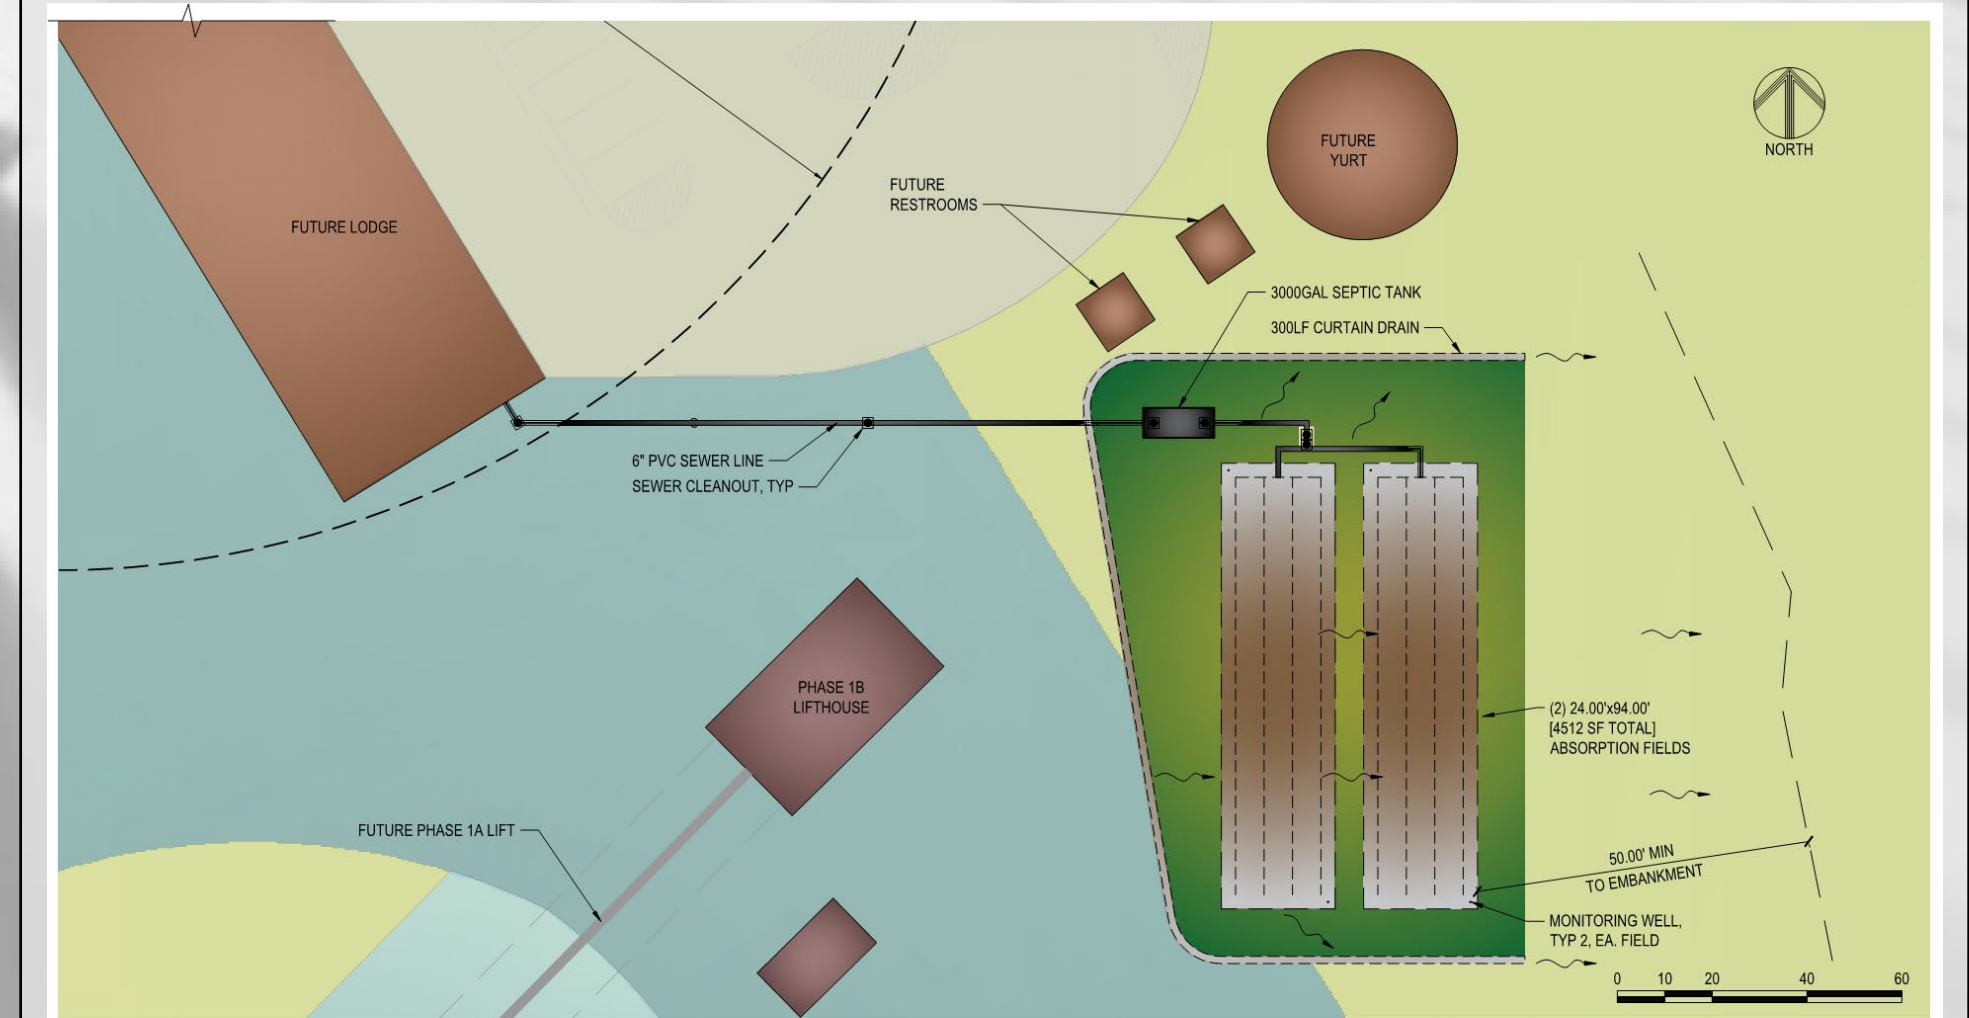 NORTH
FUTURE
YURT
FUTURE
RESTROOMS
FUTURE LODGE
3000GAL SEPTIC TANK
300LF CURTAIN DRAIN
6" PVC SEWER LINE
SEWER CLEANOUT, TYP
PHASE 1B
LIFTHOUSE
(2) 24.00'x94.00'
[4512 SF TOTAL]
ABSORPTION FIELDS
FUTURE PHASE 1A LIFT
50.00' MIN
TO EMBANKMENT
MONITORING WELL,
TYP 2, EA. FIELD
0 10 20 40 60